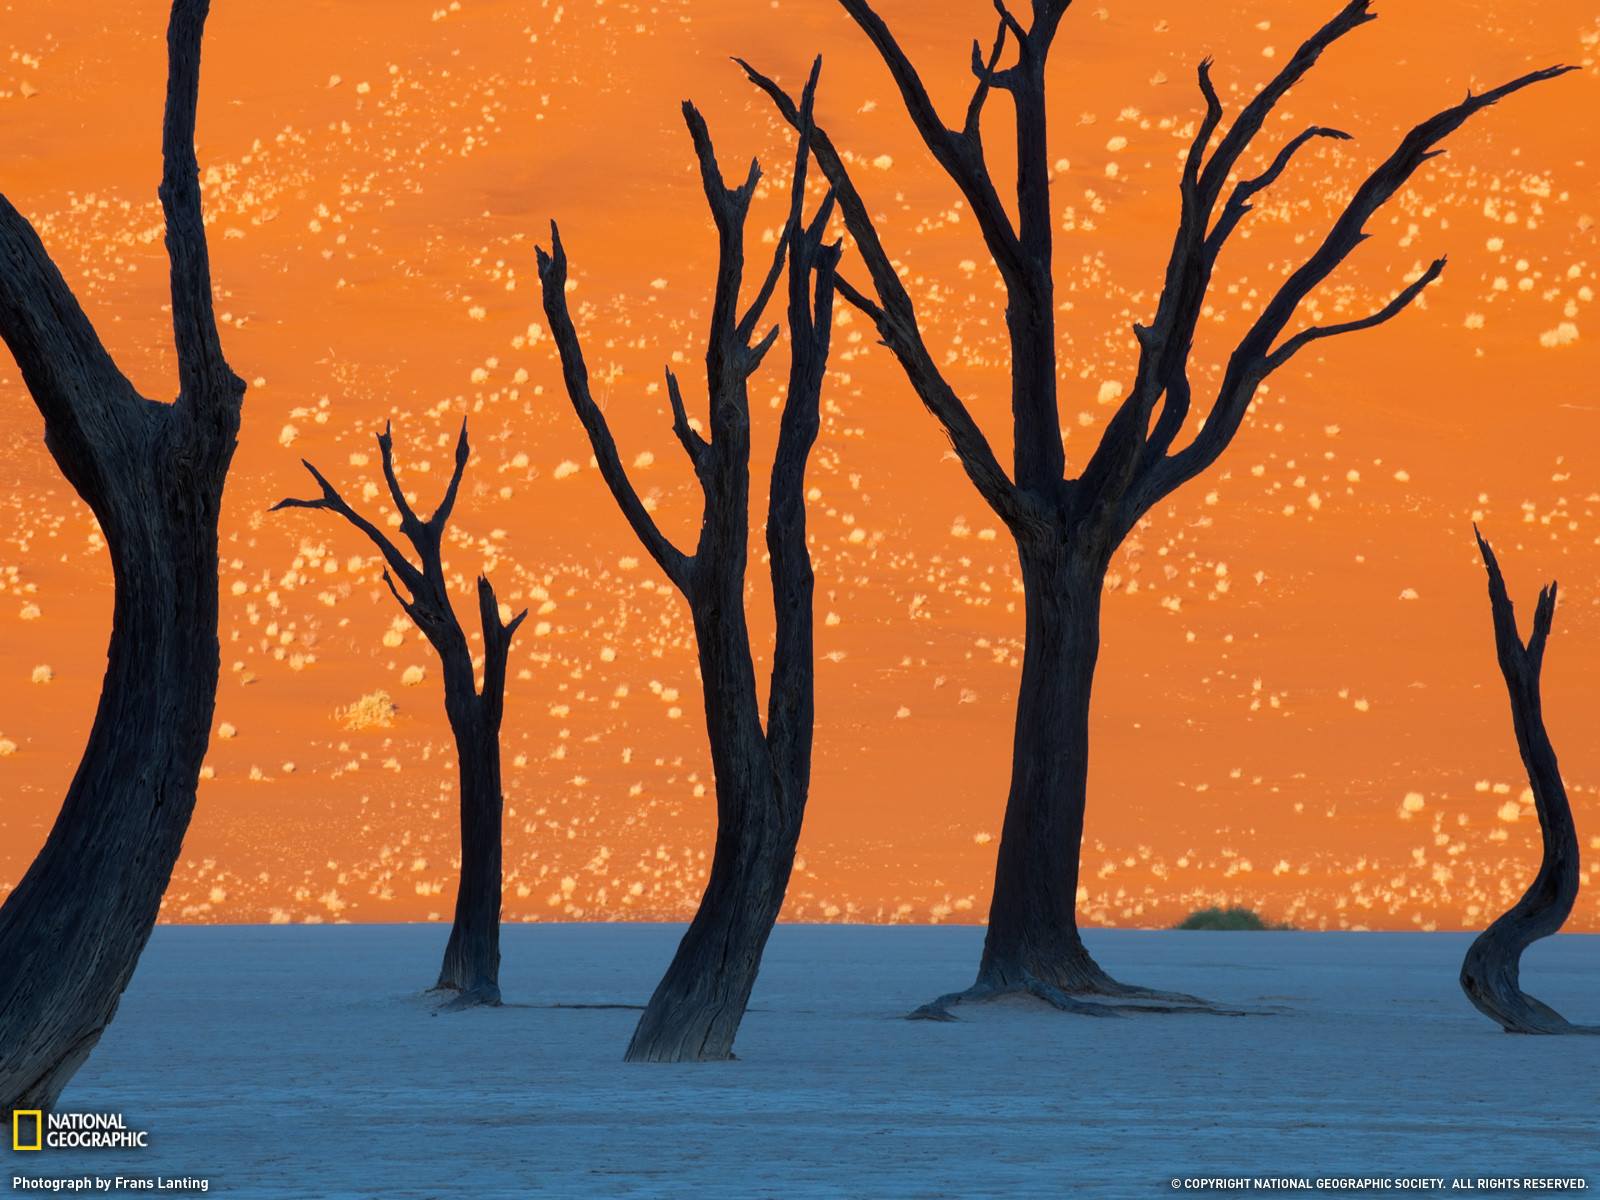 NATIONAL
GEOGRAPHIC
Photograph by Frans Lanting
© COPYRIGHT NATIONAL GEOGRAPHIC SOCIETY. ALL RIGHTS RESERVED.